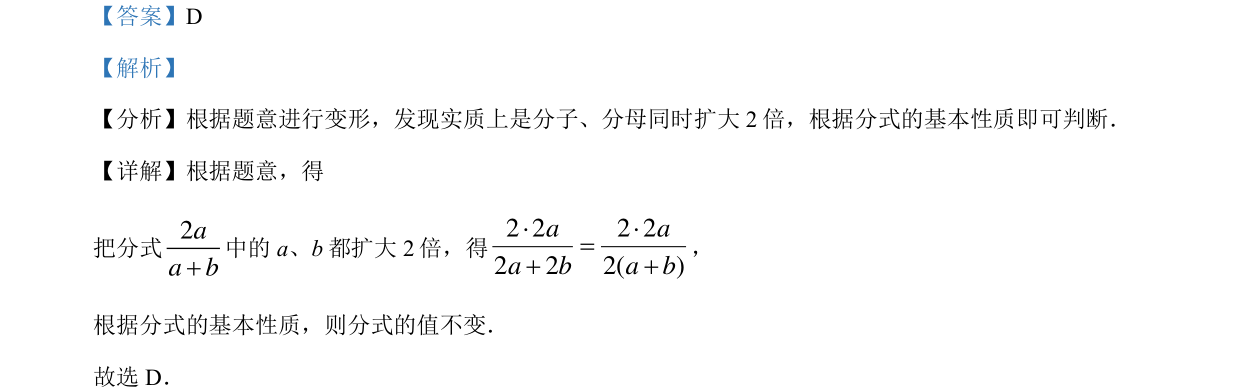 【答案】D
【解析】
【分析】根据题意进行变形，发现实质上是分子、分母同时扩大 2 倍，根据分式的基本性质即可判断．
【详解】根据题意，得
把分式 \frac{2a}{a+b} 中的 a、b 都扩大 2 倍，得 \frac{2·2a}{2a+2b} = \frac{2·2a}{2(a+b)}，
根据分式的基本性质，则分式的值不变．
故选 D．